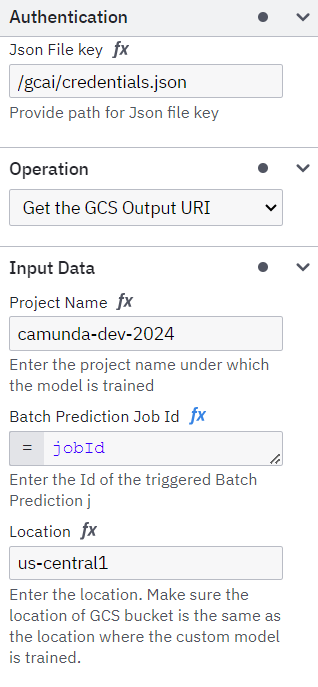 Authentication
Json File key fx
/gcai/credentials.json
Provide path for Json file key
Operation
Get the GCS Output URI
Input Data
Project Name fx
camunda-dev-2024
Enter the project name under which
the model is trained
Batch Prediction Job Id fx
= jobId
Enter the Id of the triggered Batch
Prediction j
Location fx
us-central1
Enter the location. Make sure the
location of GCS bucket is the same as
the location where the custom model
is trained.